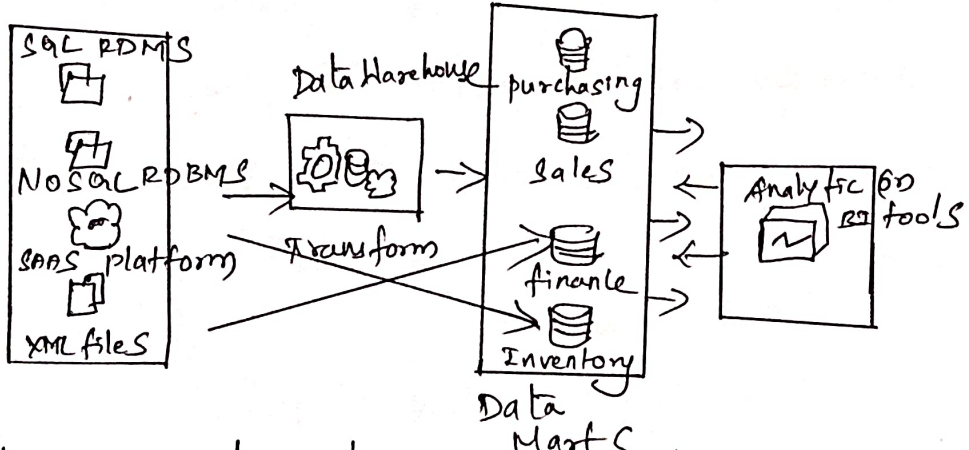 SQL RDMS
NoSQL RDBMS
SAAS platform
XML files
Data Warehouse
Transform
purchasing
Sales
finance
Inventory
Data
Marts
Analytic on
BI tools